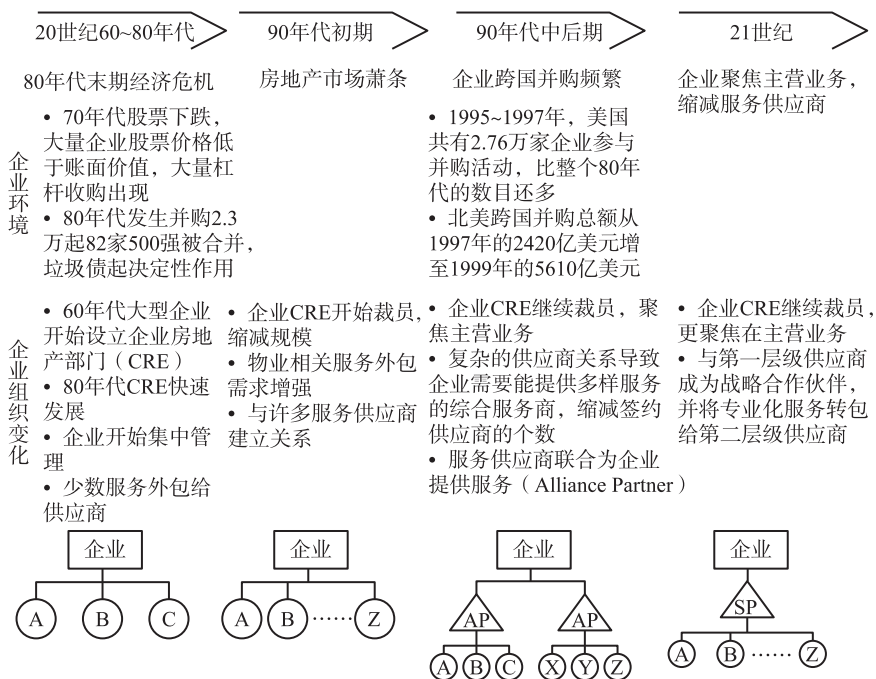 20世纪60~80年代
90年代初期
90年代中后期
21世纪
80年代末期经济危机
房地产市场萧条
企业跨国并购频繁
企业聚焦主营业务，
缩减服务供应商
企业环境
• 70年代股票下跌，
大量企业股票价格低
于账面价值，大量杠
杆收购出现
• 80年代发生并购2.3
万起82家500强被合并，
垃圾债起决定性作用
• 1995~1997年，美国
共有2.76万家企业参与
并购活动，比整个80年
代的数目还多
• 北美跨国并购总额从
1997年的2420亿美元增
至1999年的5610亿美元
企业组织变化
• 60年代大型企业
开始设立企业房地
产部门（CRE）
• 80年代CRE快速
发展
• 企业开始集中管
理
• 少数服务外包给
供应商
• 企业CRE开始裁员，
缩减规模
• 物业相关服务外包
需求增强
• 与许多服务供应商
建立关系
• 企业CRE继续裁员，聚
焦主营业务
• 复杂的供应商关系导致
企业需要能提供多样服务
的综合服务商，缩减签约
供应商的个数
• 服务供应商联合为企业
提供服务（Alliance Partner）
• 企业CRE继续裁员，
更聚焦在主营业务
• 与第一层级供应商
成为战略合作伙伴，
并将专业化服务转包
给第二层级供应商
企业
A B C
企业
A B ······ Z
企业
AP AP
A B C X Y Z
企业
SP
A B ······ Z